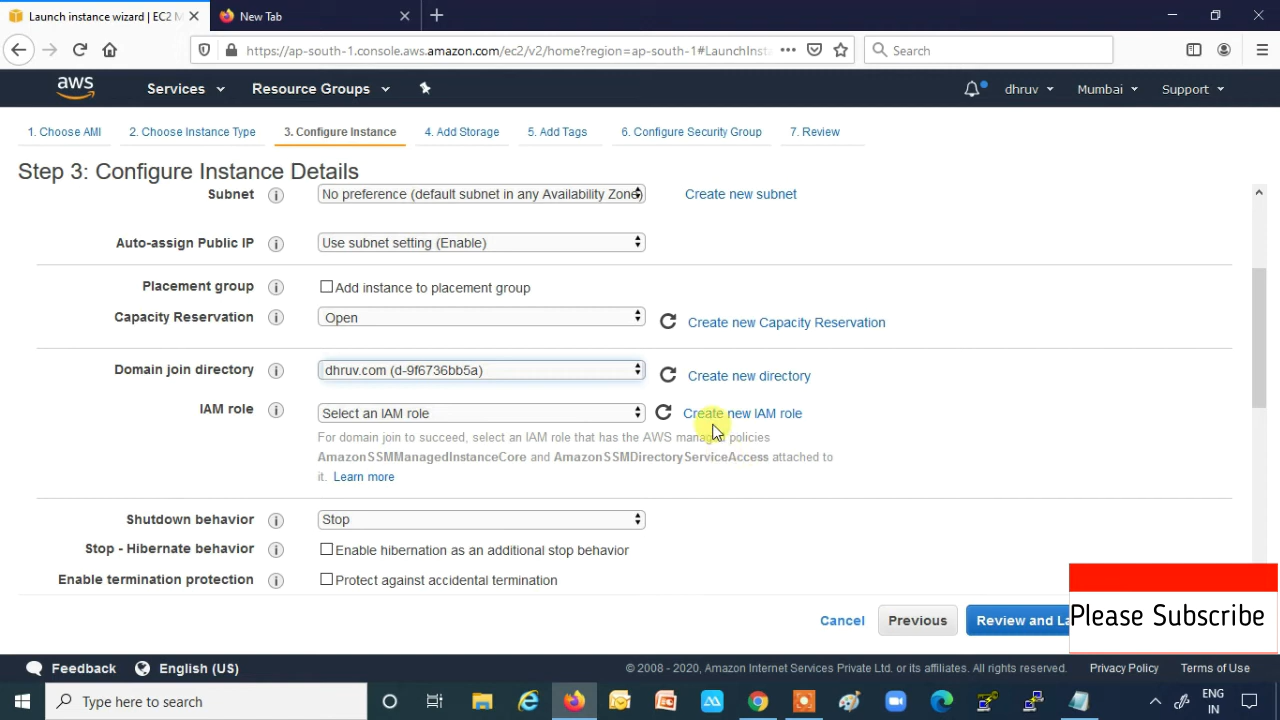 Launch instance wizard | EC2 M
New Tab
https://ap-south-1.console.aws.amazon.com/ec2/v2/home?region=ap-south-1#LaunchInsta
Search
aws
Services
Resource Groups
dhruv
Mumbai
Support
1. Choose AMI
2. Choose Instance Type
3. Configure Instance
4. Add Storage
5. Add Tags
6. Configure Security Group
7. Review
Step 3: Configure Instance Details
Subnet
No preference (default subnet in any Availability Zone)
Create new subnet
Auto-assign Public IP
Use subnet setting (Enable)
Placement group
Add instance to placement group
Capacity Reservation
Open
Create new Capacity Reservation
Domain join directory
dhruv.com (d-9f6736bb5a)
Create new directory
IAM role
Select an IAM role
Create new IAM role
For domain join to succeed, select an IAM role that has the AWS managed policies
AmazonSSMManagedInstanceCore and AmazonSSMDirectoryServiceAccess attached to
it. Learn more
Shutdown behavior
Stop
Stop - Hibernate behavior
Enable hibernation as an additional stop behavior
Enable termination protection
Protect against accidental termination
Cancel
Previous
Review and La
Please Subscribe
Feedback
English (US)
© 2008 - 2020, Amazon Internet Services Private Ltd. or its affiliates. All rights reserved.
Privacy Policy
Terms of Use
Type here to search
ENG
IN